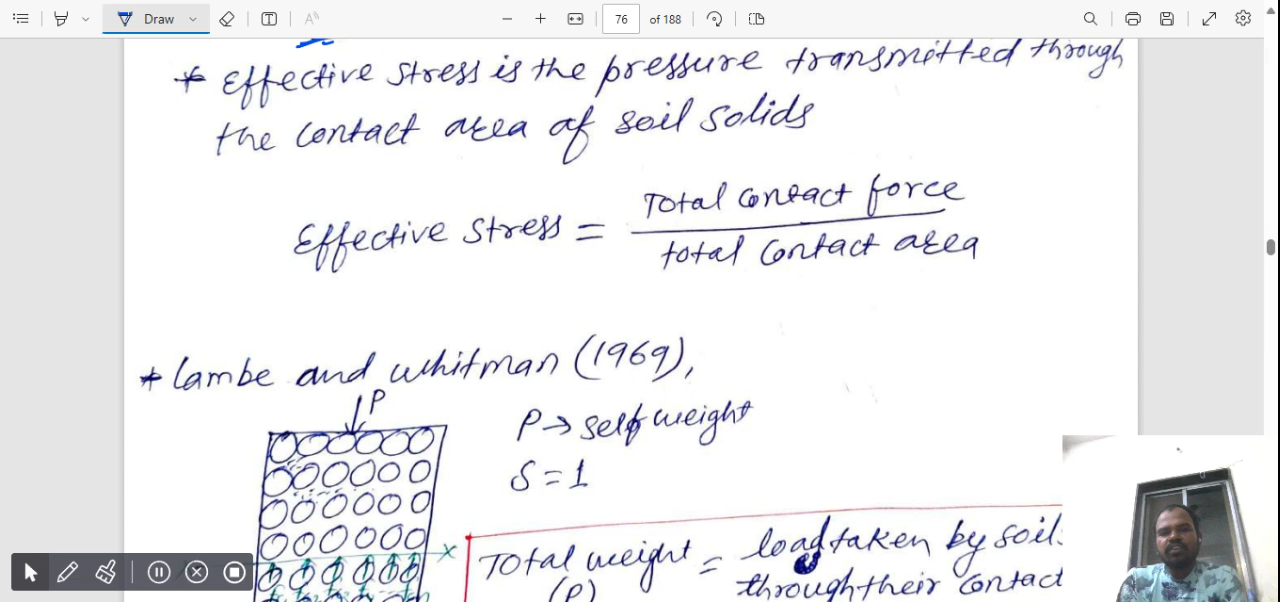 Draw
76 of 188
* Effective stress is the pressure transmitted through
the contact area of soil solids
Effective stress = Total contact force
total contact area
* Lambe and whitman (1969),
P
P → self weight
S = 1
x
Total weight = load taken by soil.
(P) through their contact